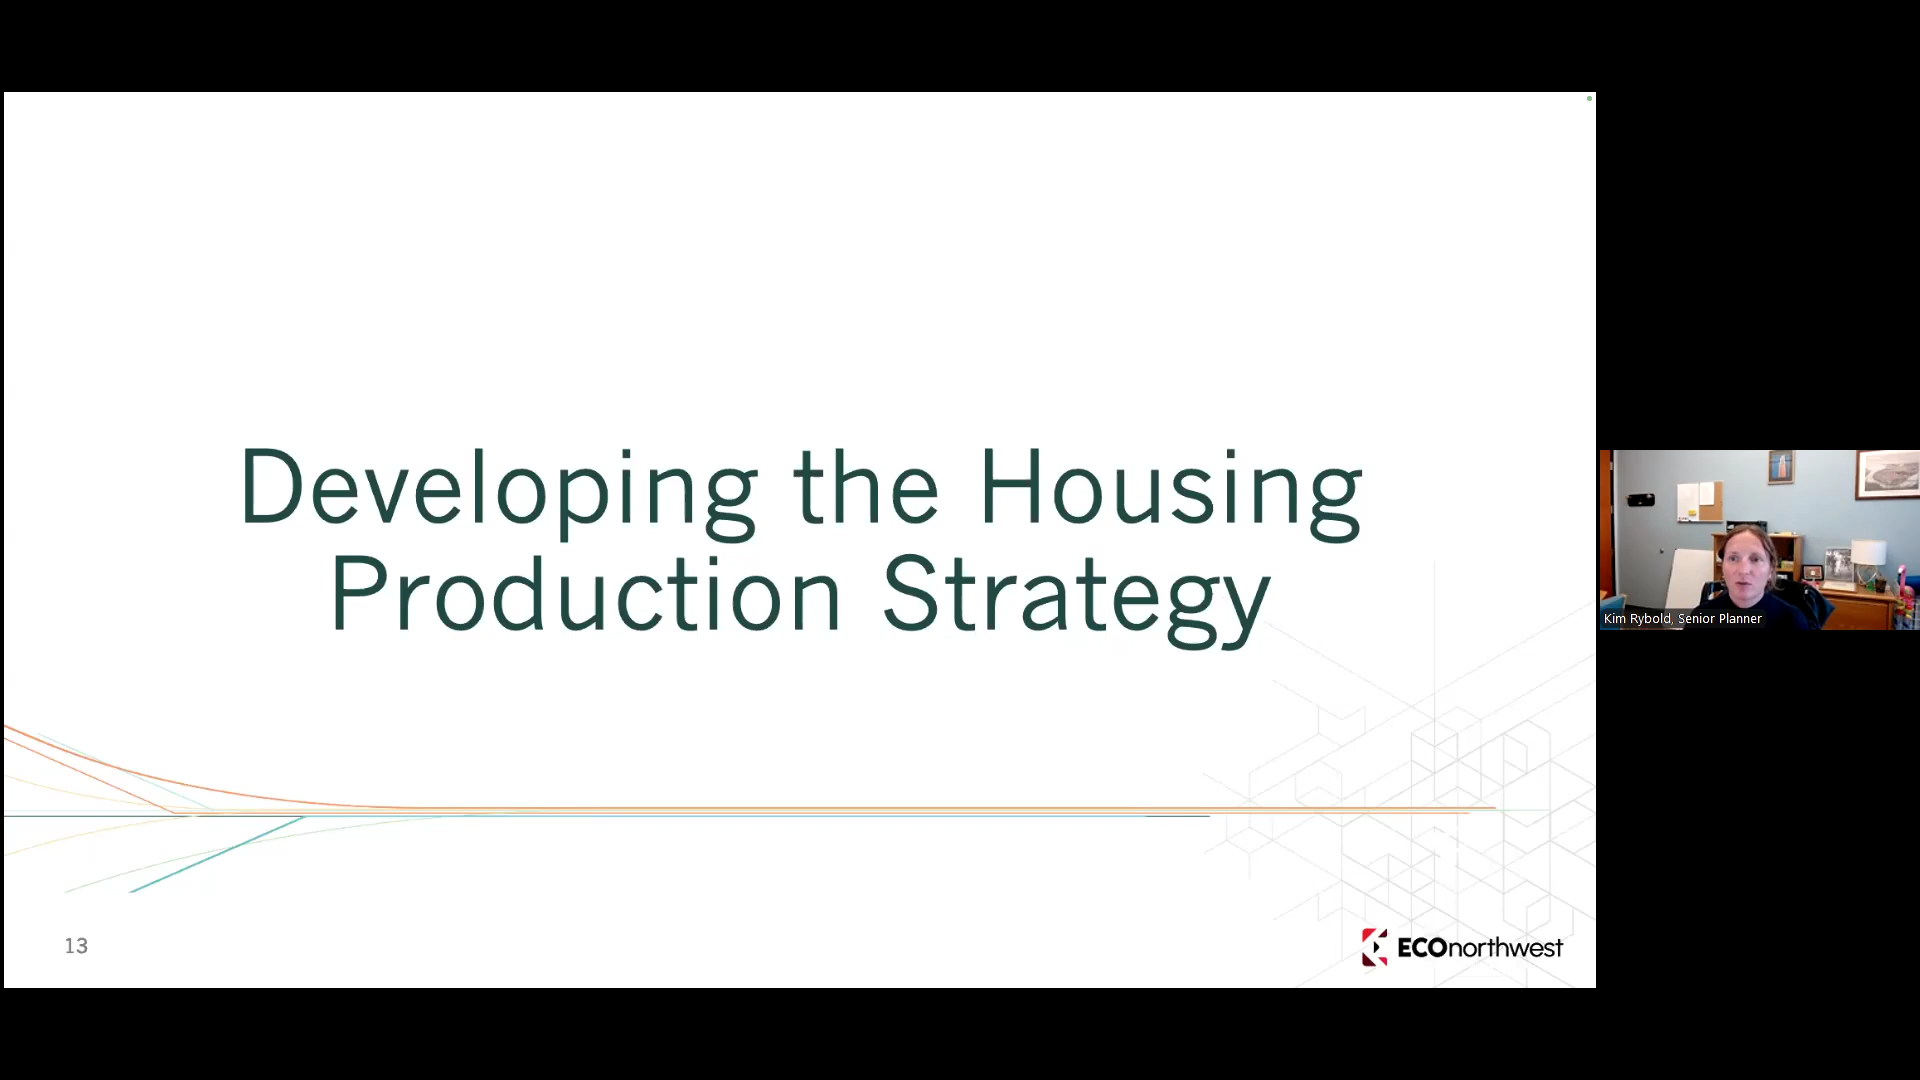 Developing the Housing
Production Strategy
13
ECOnorthwest
Kim Rybold, Senior Planner